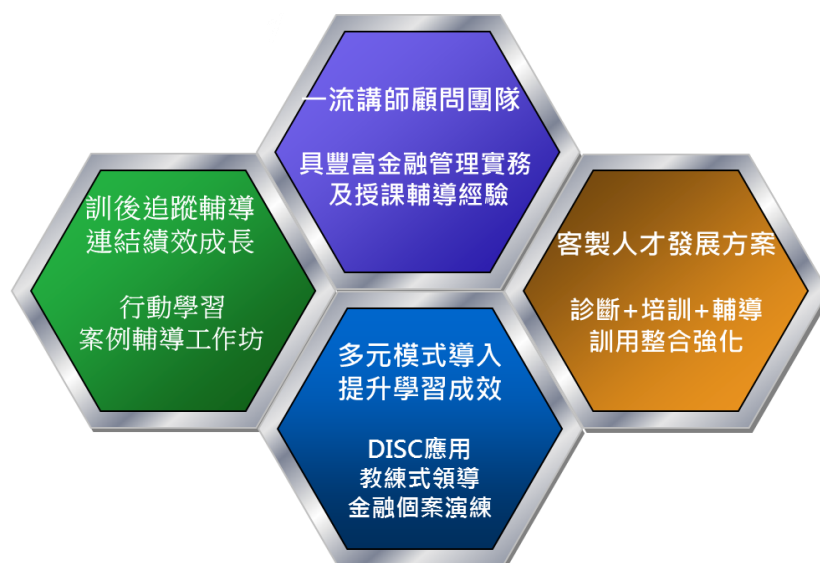 一流講師顧問團隊
具豐富金融管理實務
及授課輔導經驗
訓後追蹤輔導
連結績效成長
行動學習
案例輔導工作坊
客製人才發展方案
診斷+培訓+輔導
訓用整合強化
多元模式導入
提升學習成效
DISC應用
教練式領導
金融個案演練